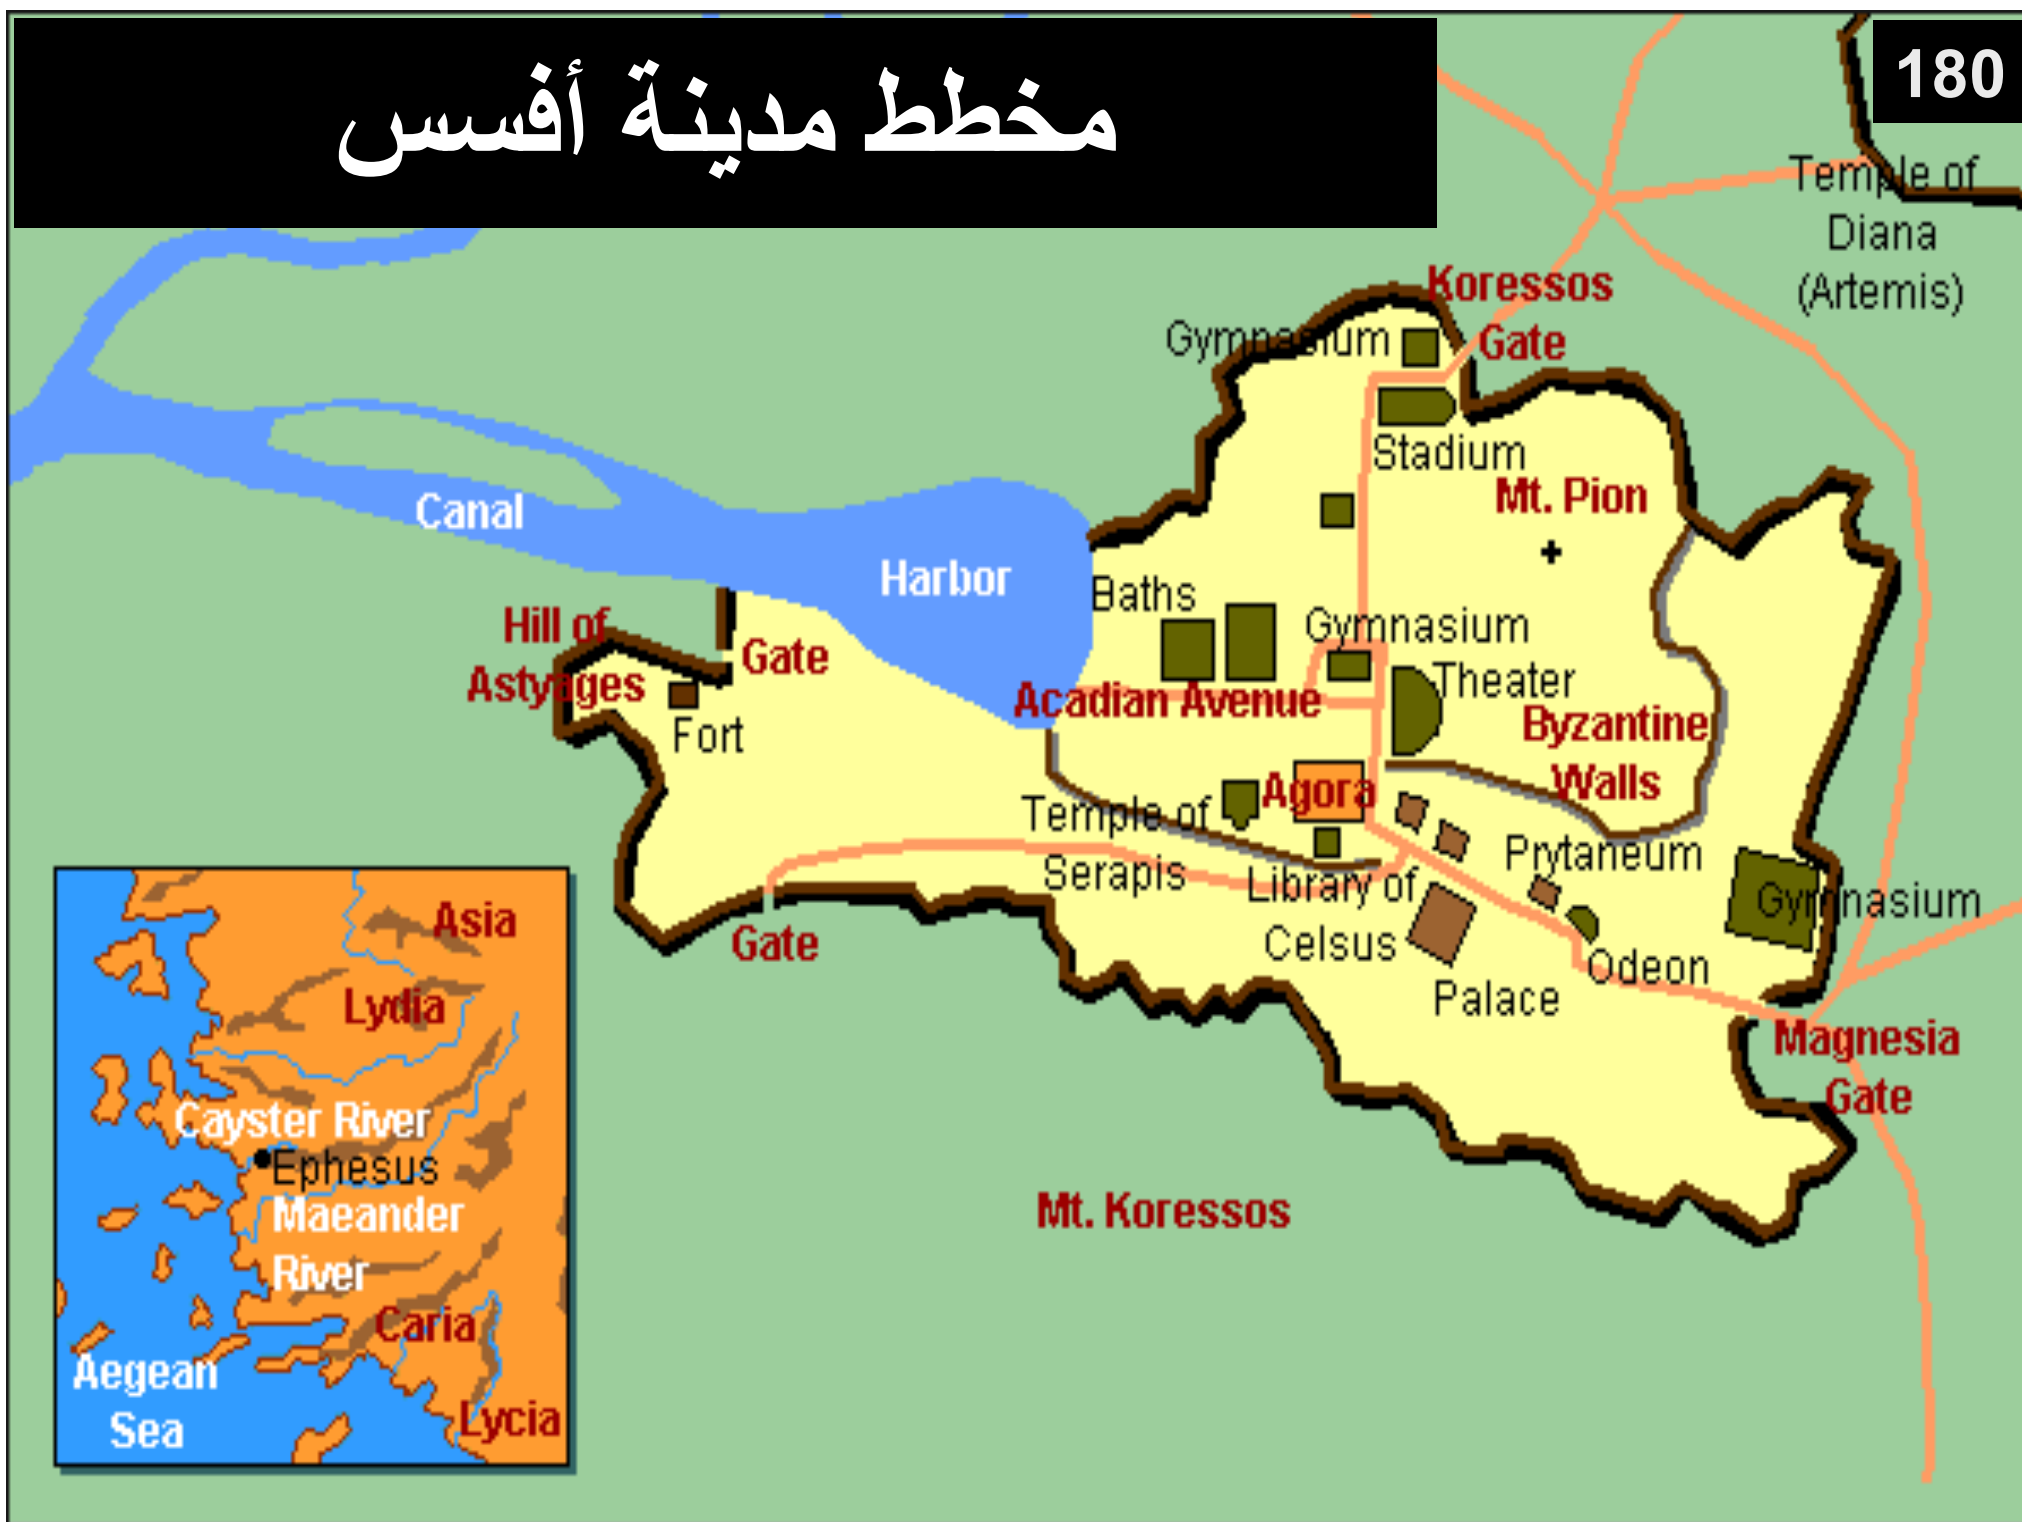 مخطط مدينة أفسس
180
Temple of
Diana
(Artemis)
Koressos
Gate
Gymnasium
Stadium
Mt. Pion
Canal
Harbor
Baths
Gymnasium
Hill of
Astyages
Gate
Fort
Acadian Avenue
Theater
Byzantine
Walls
Agora
Temple of
Serapis
Prytaneum
Library of
Celsus
Gymnasium
Gate
Odeon
Palace
Magnesia
Gate
Mt. Koressos
Asia
Lydia
Cayster River
Ephesus
Maeander
River
Caria
Aegean
Sea
Lycia